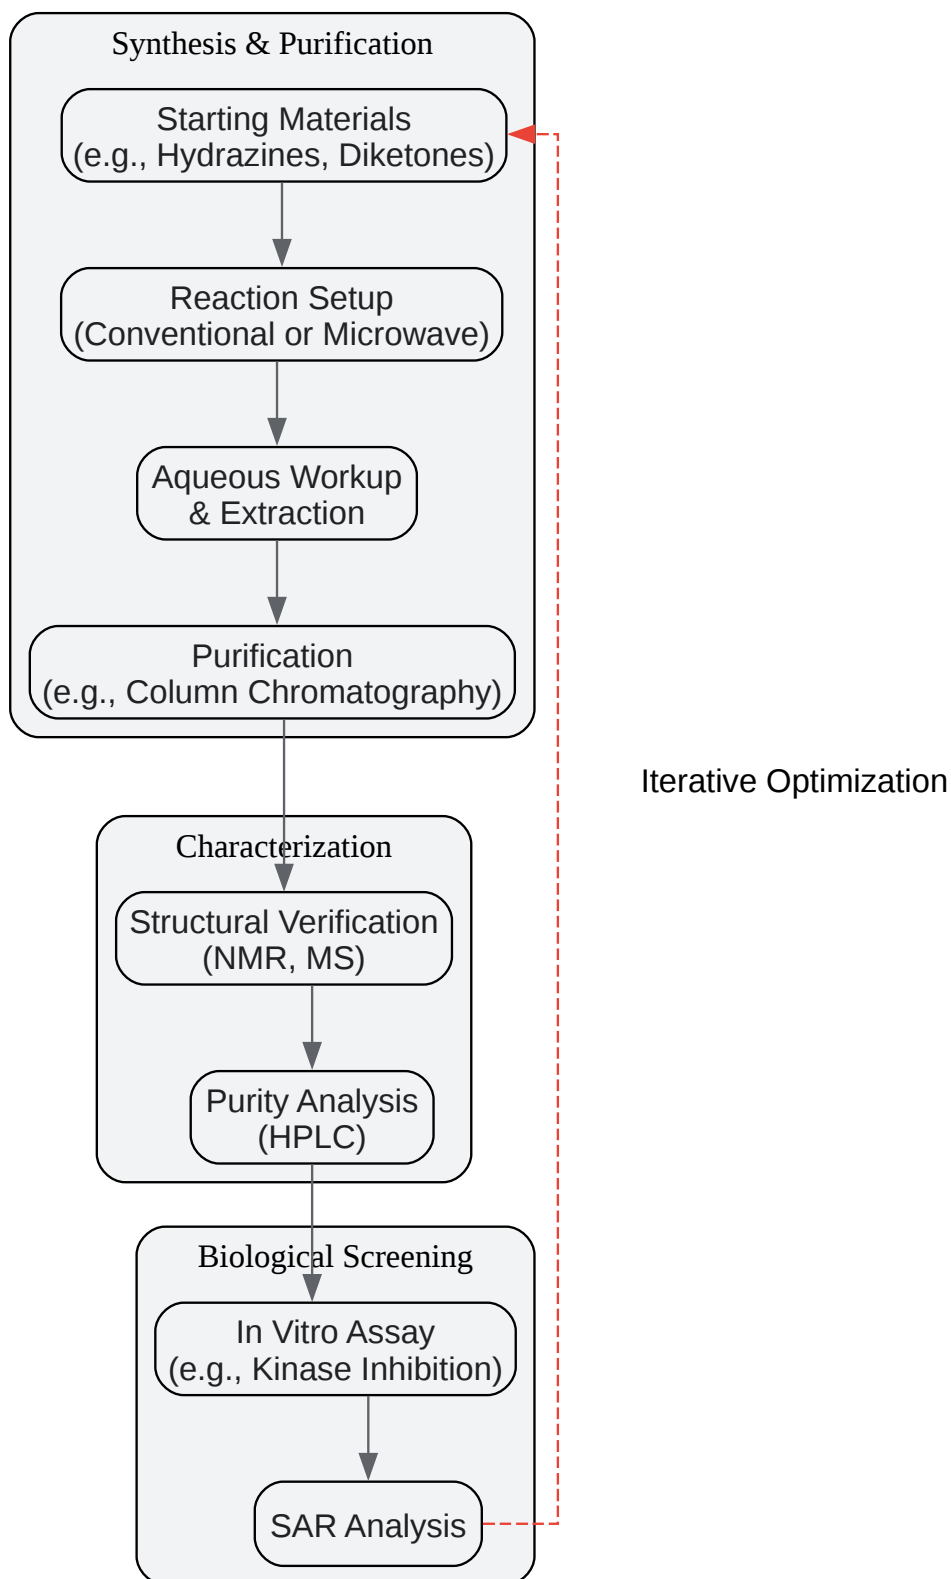 Synthesis & Purification
Starting Materials
(e.g., Hydrazines, Diketones)
Reaction Setup
(Conventional or Microwave)
Aqueous Workup
& Extraction
Purification
(e.g., Column Chromatography)
Iterative Optimization
Characterization
Structural Verification
(NMR, MS)
Purity Analysis
(HPLC)
Biological Screening
In Vitro Assay
(e.g., Kinase Inhibition)
SAR Analysis